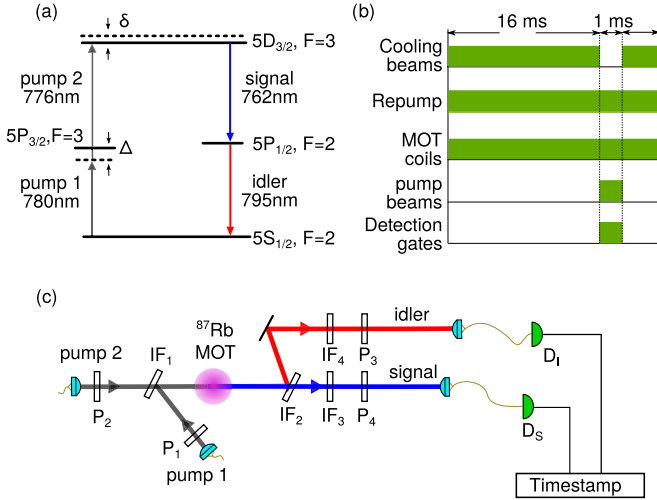 (a)
δ
5D3/2, F=3
pump 2
776nm
signal
762nm
5P3/2,F=3
Δ
5P1/2, F=2
pump 1
780nm
idler
795nm
5S1/2, F=2
(b)
16 ms
1 ms
Cooling
beams
Repump
MOT
coils
pump
beams
Detection
gates
(c)
87Rb
MOT
idler
pump 2
IF1
IF4
P3
DI
signal
P2
IF2
IF3
P4
P1
DS
pump 1
Timestamp